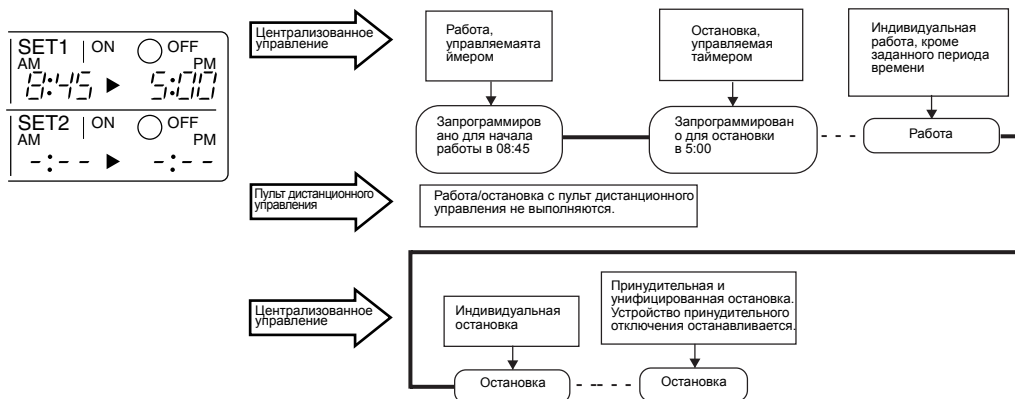 SET1 ON OFF
AM PM
8:45 ▶ 5:00
SET2 ON OFF
AM PM
-:-- ▶ -:--
Централизованное
управление
Работа,
управляемаята
ймером
Остановка,
управляемая
таймером
Индивидуальная
работа, кроме
заданного периода
времени
Запрограммиров
ано для начала
работы в 08:45
Запрограммирован
о для остановки
в 5:00
Работа
Пульт дистанционного
управления
Работа/остановка с пульт дистанционного
управления не выполняются.
Централизованное
управление
Индивидуальная
остановка
Принудительная и
унифицированная остановка.
Устройство принудительного
отключения останавливается.
Остановка
Остановка